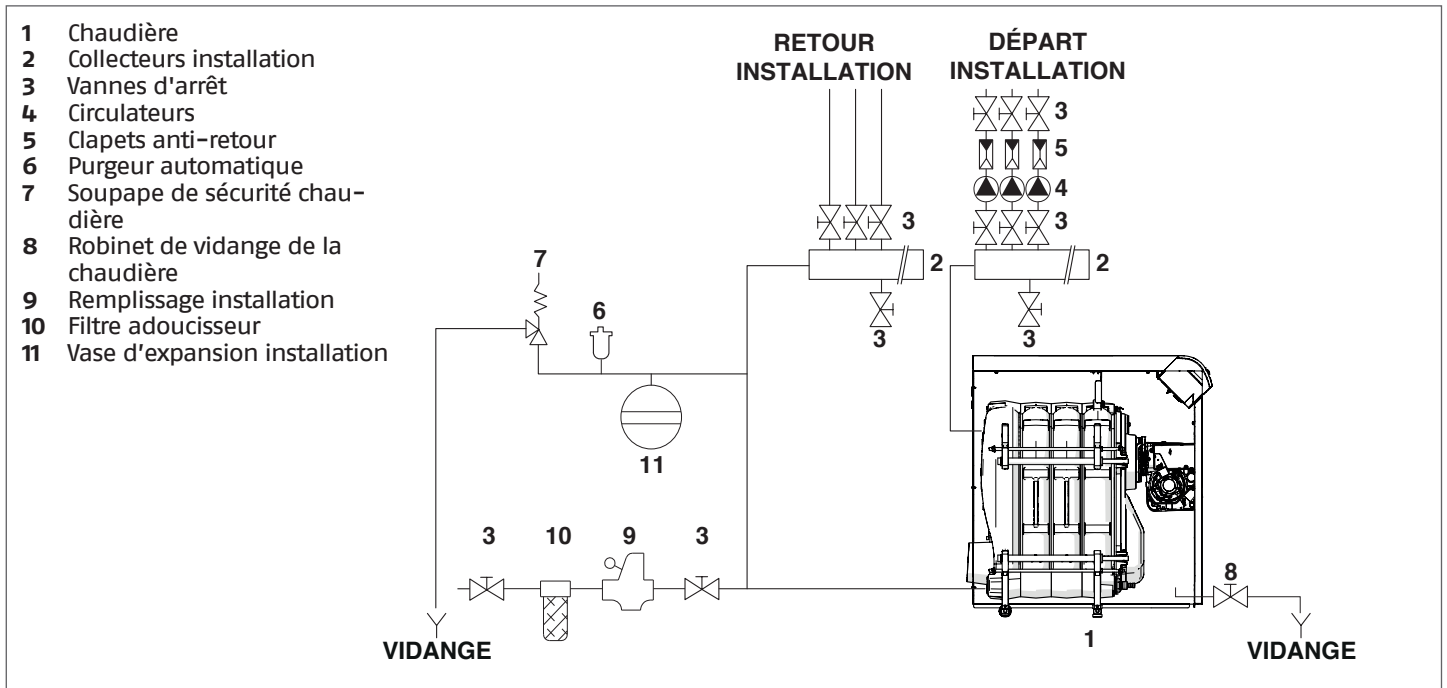 1 Chaudière
2 Collecteurs installation
3 Vannes d'arrêt
4 Circulateurs
5 Clapets anti-retour
6 Purgeur automatique
7 Soupape de sécurité chau-
dière
8 Robinet de vidange de la
chaudière
9 Remplissage installation
10 Filtre adoucisseur
11 Vase d'expansion installation
RETOUR
INSTALLATION
DÉPART
INSTALLATION
3
5
4
3
3
2
2
7
6
3
3
11
3
10
9
3
8
1
VIDANGE
VIDANGE